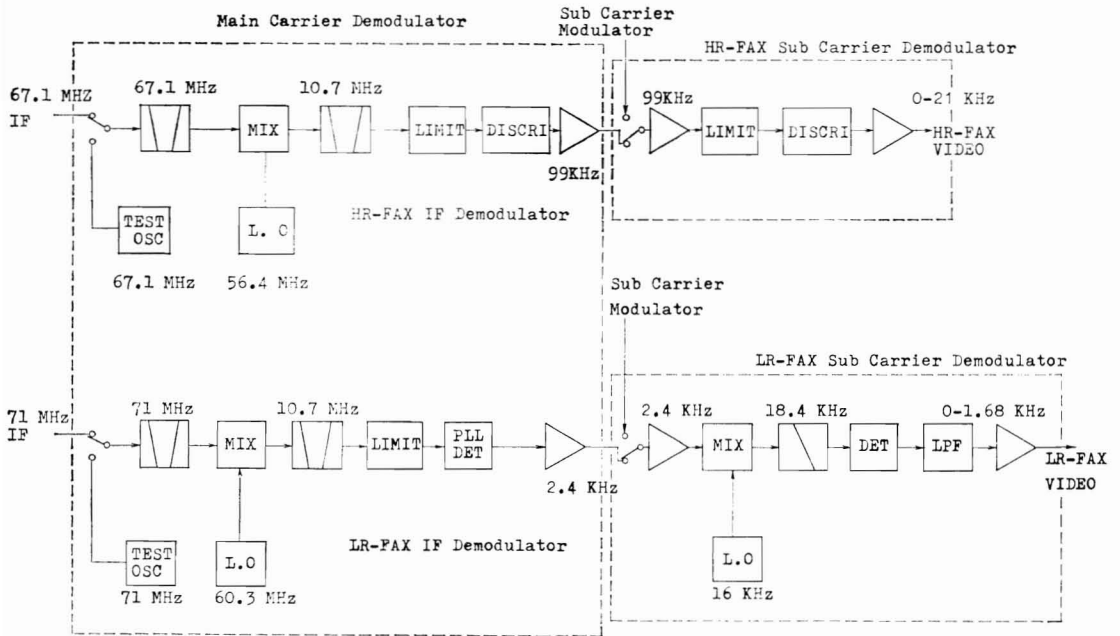 Main Carrier Demodulator
Sub Carrier
Modulator
HR-FAX Sub Carrier Demodulator
67.1 MHZ
IF
67.1 MHz
10.7 MHz
99KHz
0-21 KHz
MIX
LIMIT
DISCRI
LIMIT
DISCRI
HR-FAX
VIDEO
99KHz
TEST
OSC
L. O
HR-FAX IF Demodulator
67.1 MHz
56.4 MHz
Sub Carrier
Modulator
LR-FAX Sub Carrier Demodulator
71 MHz
IF
71 MHz
10.7 MHz
2.4 KHz
18.4 KHz
0-1.68 KHz
MIX
LIMIT
PLL
DET
MIX
DET
LPF
LR-FAX
VIDEO
2.4 KHz
TEST
OSC
L.O
LR-FAX IF Demodulator
L.O
71 MHz
60.3 MHz
16 KHz